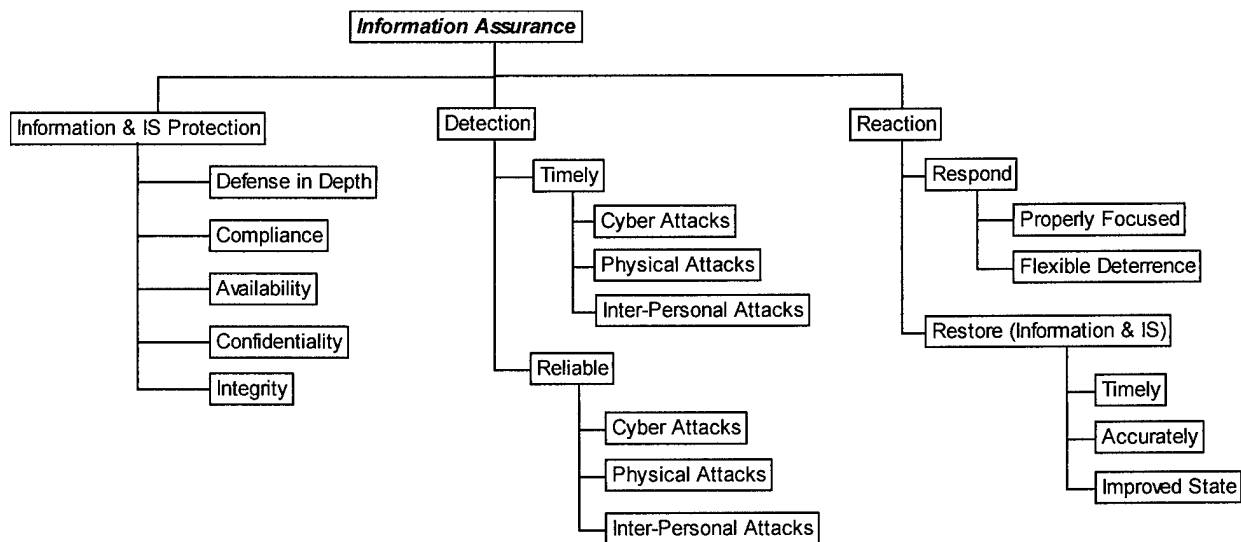 Information Assurance
Information & IS Protection
Defense in Depth
Compliance
Availability
Confidentiality
Integrity
Detection
Timely
Cyber Attacks
Physical Attacks
Inter-Personal Attacks
Reliable
Cyber Attacks
Physical Attacks
Inter-Personal Attacks
Reaction
Respond
Properly Focused
Flexible Deterrence
Restore (Information & IS)
Timely
Accurately
Improved State